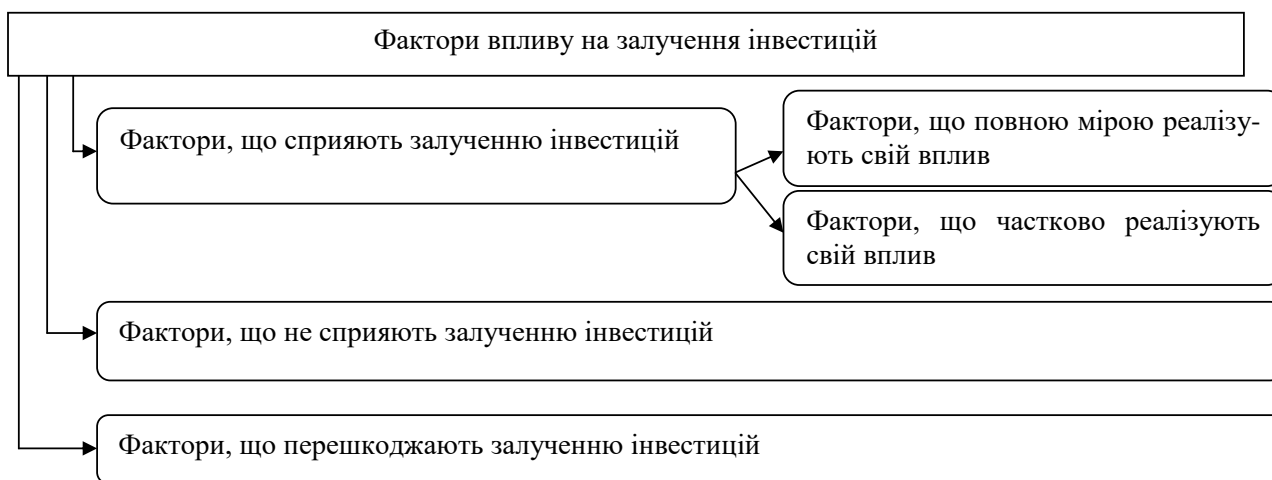 Фактори впливу на залучення інвестицій
Фактори, що сприяють залученню інвестицій
Фактори, що повною мірою реалізу-
ють свій вплив
Фактори, що частково реалізують
свій вплив
Фактори, що не сприяють залученню інвестицій
Фактори, що перешкоджають залученню інвестицій